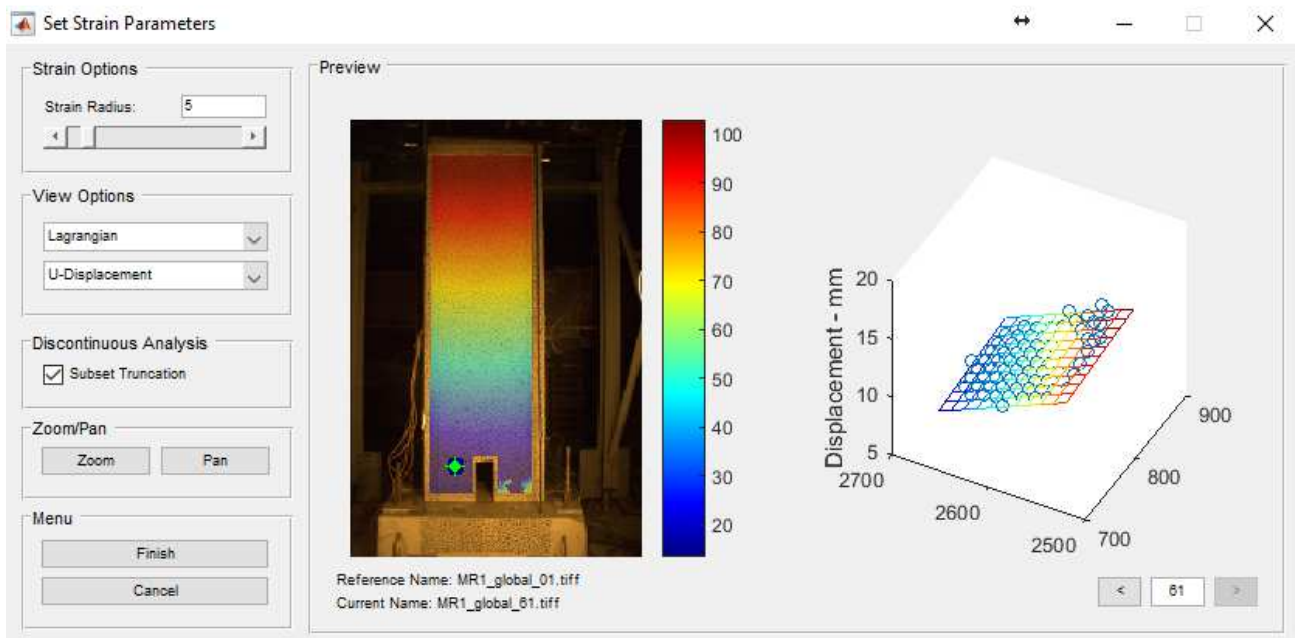 Set Strain Parameters
Strain Options
Strain Radius: 5
View Options
Lagrangian
U-Displacement
Discontinuous Analysis
Subset Truncation
Zoom/Pan
Zoom Pan
Menu
Finish
Cancel
Preview
100
90
80
70
60
50
40
30
20
Reference Name: MR1_global_01.tiff
Current Name: MR1_global_61.tiff
Displacement - mm
20
15
10
5
2700
2600
2500
700
800
900
< 61 >